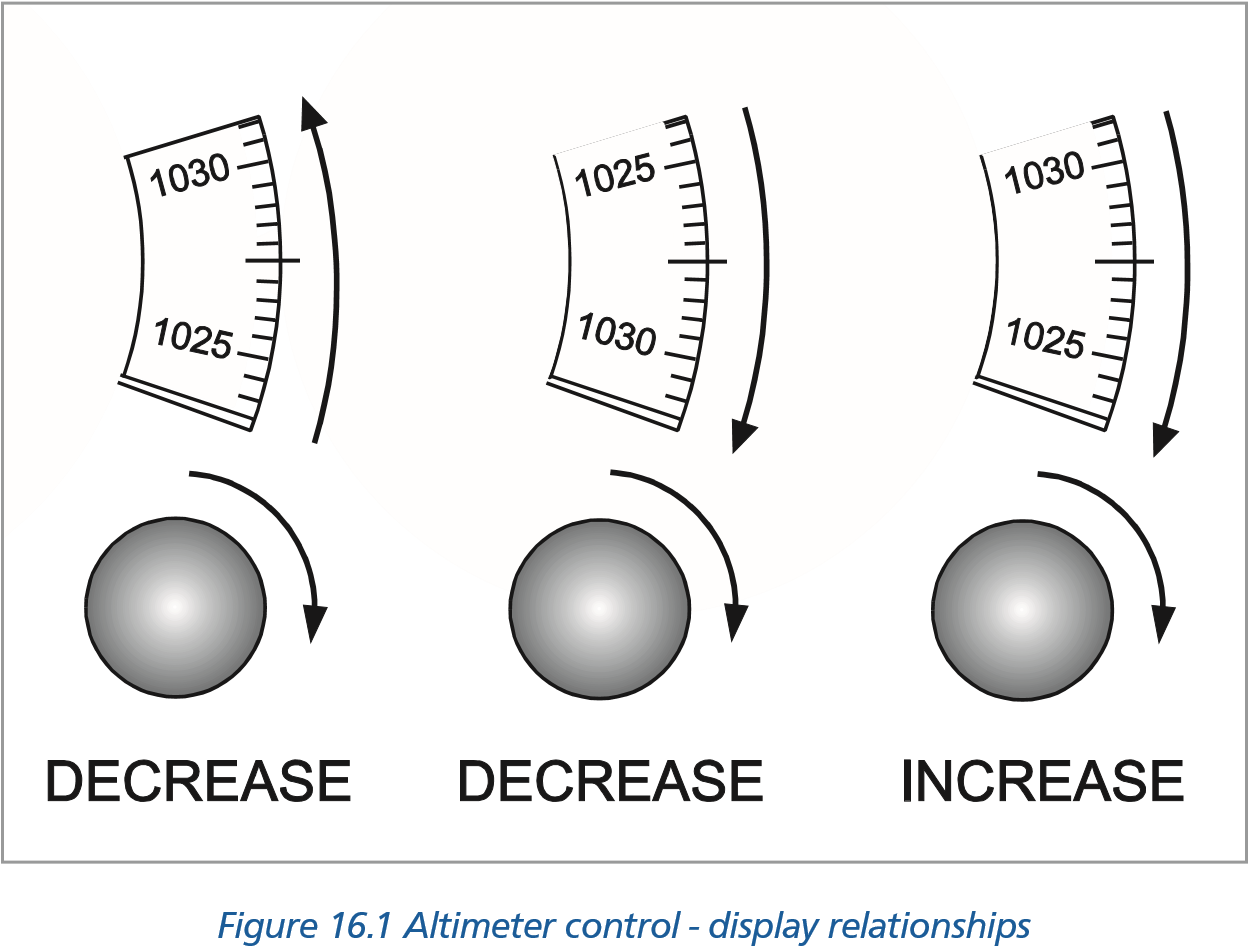 1030 1025 1030
1025 1030 1025
DECREASE DECREASE INCREASE
Figure 16.1 Altimeter control - display relationships